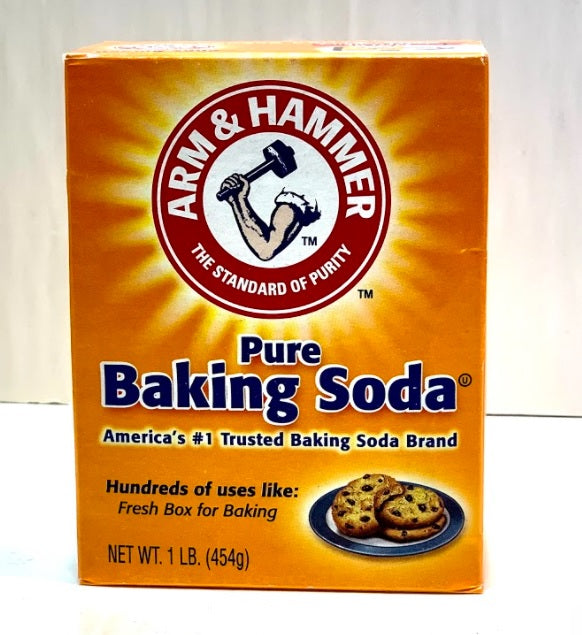 ARM & HAMMER
TM
THE STANDARD OF PURITY
TM
Pure
Baking Soda Ⓤ
America's #1 Trusted Baking Soda Brand
Hundreds of uses like:
Fresh Box for Baking
NET WT. 1 LB. (454g)